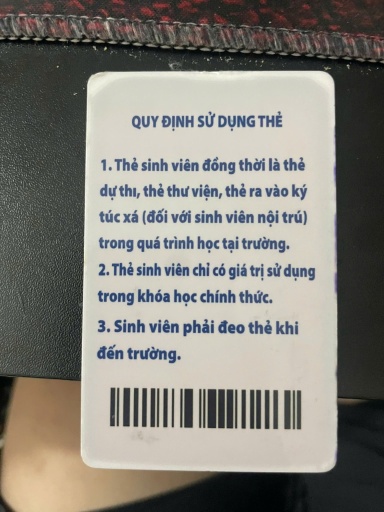 QUY ĐỊNH SỬ DỤNG THẺ
1. Thẻ sinh viên đồng thời là thẻ
dự thi, thẻ thư viện, thẻ ra vào ký
túc xá (đối với sinh viên nội trú)
trong quá trình học tại trường.
2. Thẻ sinh viên chỉ có giá trị sử dụng
trong khóa học chính thức.
3. Sinh viên phải đeo thẻ khi
đến trường.